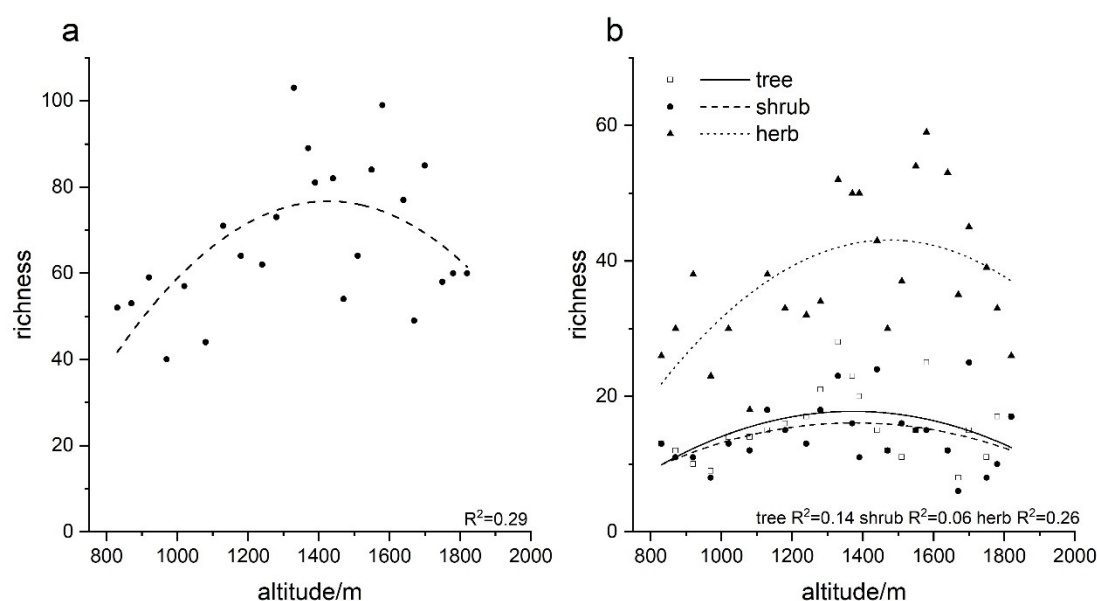 a
richness
100
80
60
40
20
0
800 1000 1200 1400 1600 1800 2000
altitude/m
R²=0.29
b
richness
60
40
20
0
tree
shrub
herb
tree R²=0.14 shrub R²=0.06 herb R²=0.26
800 1000 1200 1400 1600 1800 2000
altitude/m